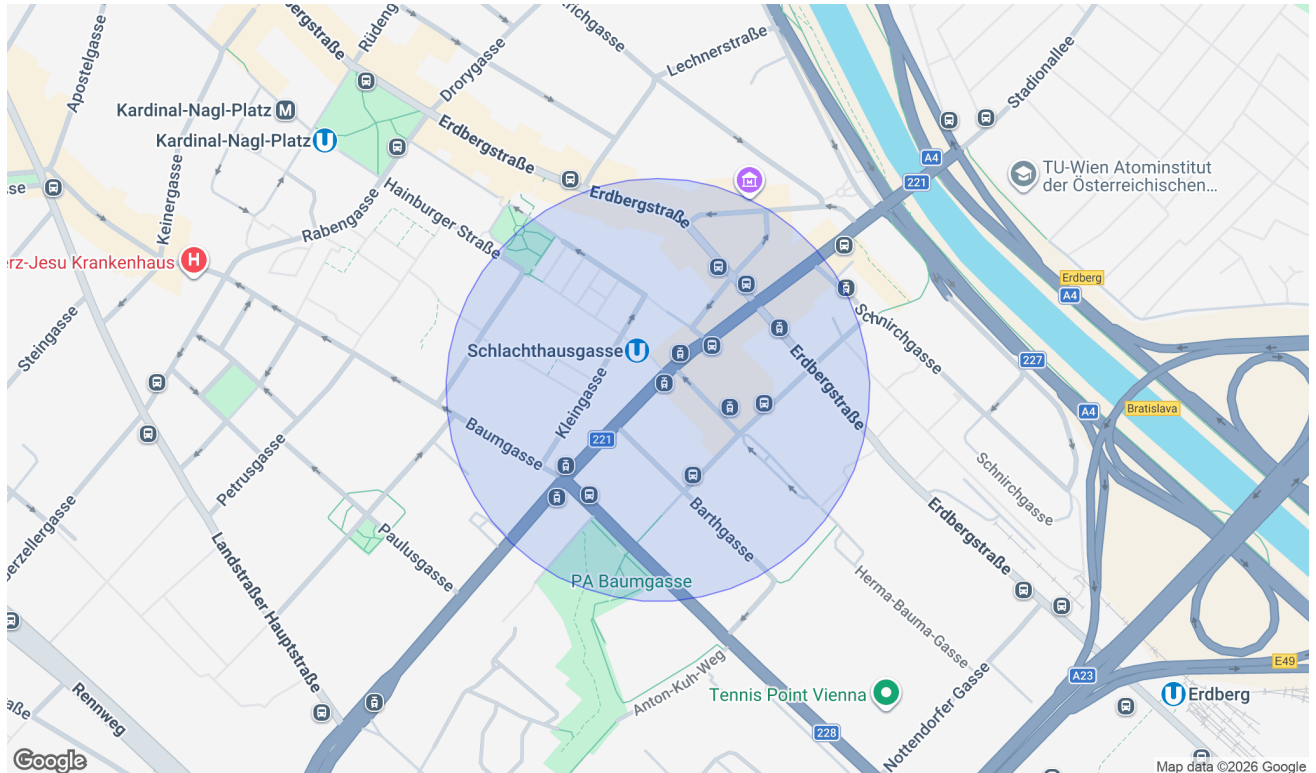 Erdbergstraße
Rüdeng
Apostelgasse
Drorygasse
Lechnerstraße
Stadionallee
Kardinal-Nagl-Platz
M
Kardinal-Nagl-Platz
U
Erdbergstraße
A4
221
TU-Wien Atominstitut
der Österreichischen...
Keinergasse
Hainburger Straße
Rabengasse
Erdbergstraße
erz-Jesu Krankenhaus
H
Erdberg
A4
Steingasse
Schnirchgasse
Schlachthausgasse
U
227
Erdbergstraße
A4
Bratislava
Kleingasse
221
Baumgasse
Petrusgasse
Schnirchgasse
Barthgasse
Erdbergstraße
Paulusgasse
Landstraßer Hauptstraße
PA Baumgasse
Herma-Bauma-Gasse
E49
A23
Anton-Kuh-Weg
Tennis Point Vienna
Nottendorfer Gasse
U
Erdberg
Rennweg
228
Google
Map data ©2026 Google